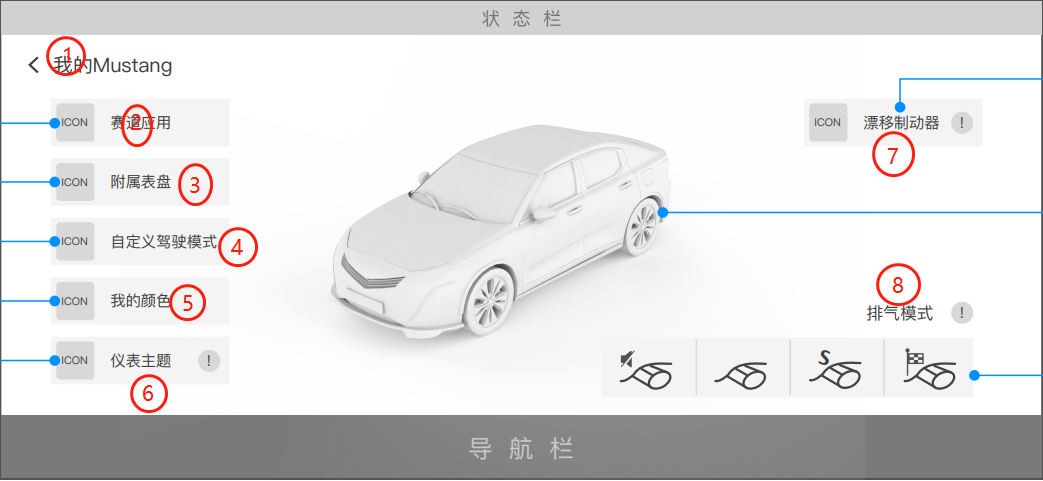 状态栏
1
我的Mustang
ICON 赛道应用
2
ICON 附属表盘
3
ICON 自定义驾驶模式
4
ICON 我的颜色
5
ICON 仪表主题 !
6
ICON 漂移制动器 !
7
8
排气模式 !
S
导航栏